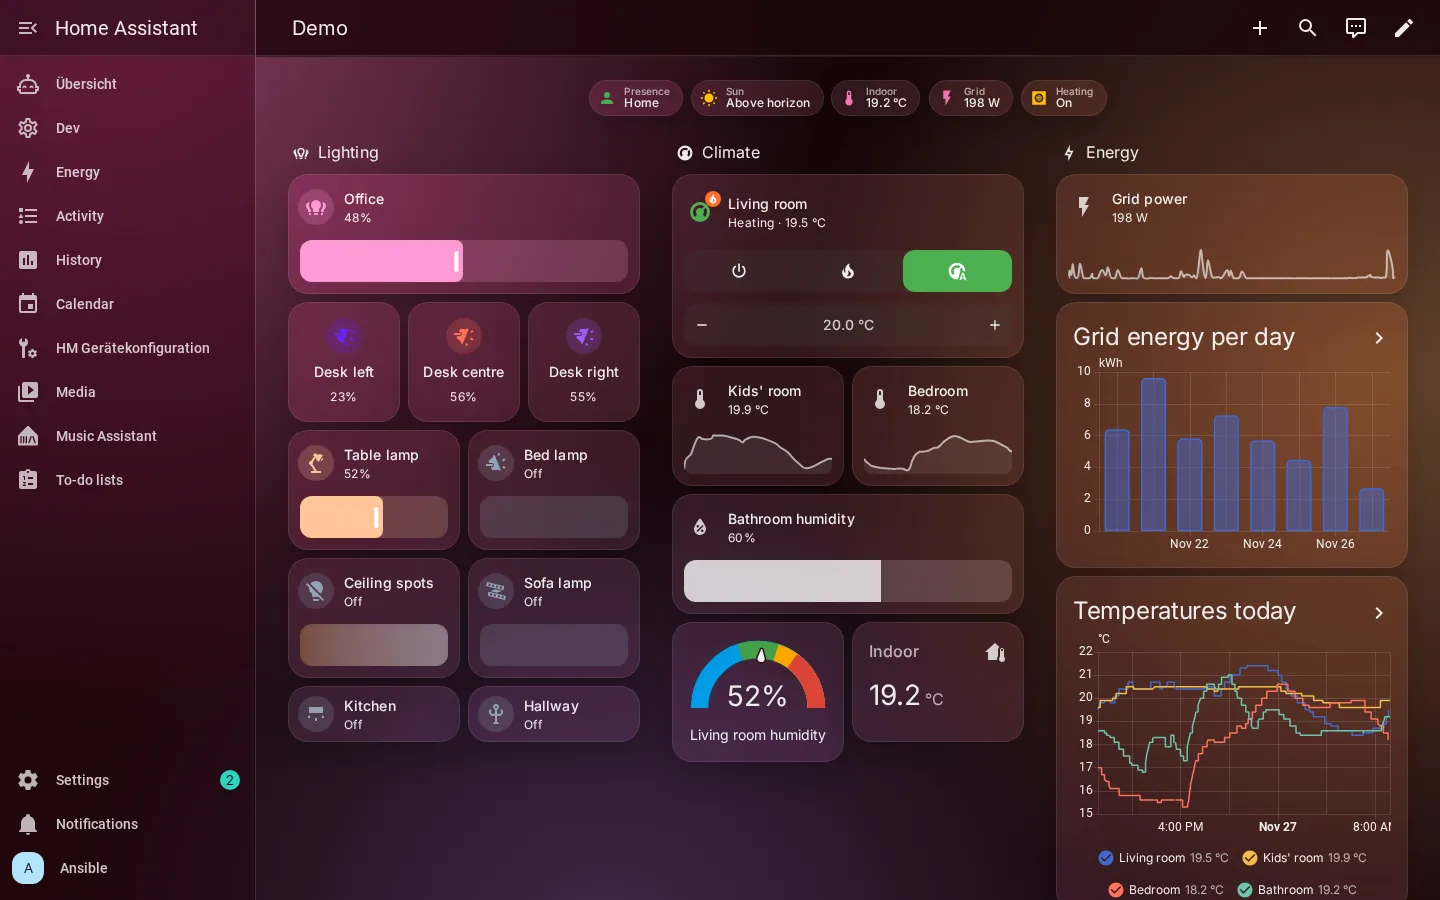 Home Assistant
Demo
Übersicht
Dev
Energy
Activity
History
Calendar
HM Gerätekonfiguration
Media
Music Assistant
To-do lists
Settings
2
Notifications
A
Ansible
Presence
Home
Sun
Above horizon
Indoor
19.2 °C
Grid
198 W
Heating
On
Lighting
Office
48%
Desk left
23%
Desk centre
56%
Desk right
55%
Table lamp
52%
Bed lamp
Off
Ceiling spots
Off
Sofa lamp
Off
Kitchen
Off
Hallway
Off
Climate
Living room
Heating · 19.5 °C
A
− 20.0 °C +
Kids' room
19.9 °C
Bedroom
18.2 °C
Bathroom humidity
60%
52%
Living room humidity
Indoor
19.2 °C
Energy
Grid power
198 W
Grid energy per day
kWh
10
8
6
4
2
0
Nov 22 Nov 24 Nov 26
Temperatures today
°C
22
21
20
19
18
17
16
15
4:00 PM Nov 27 8:00 AM
Living room 19.5 °C Kids' room 19.9 °C
Bedroom 18.2 °C Bathroom 19.2 °C